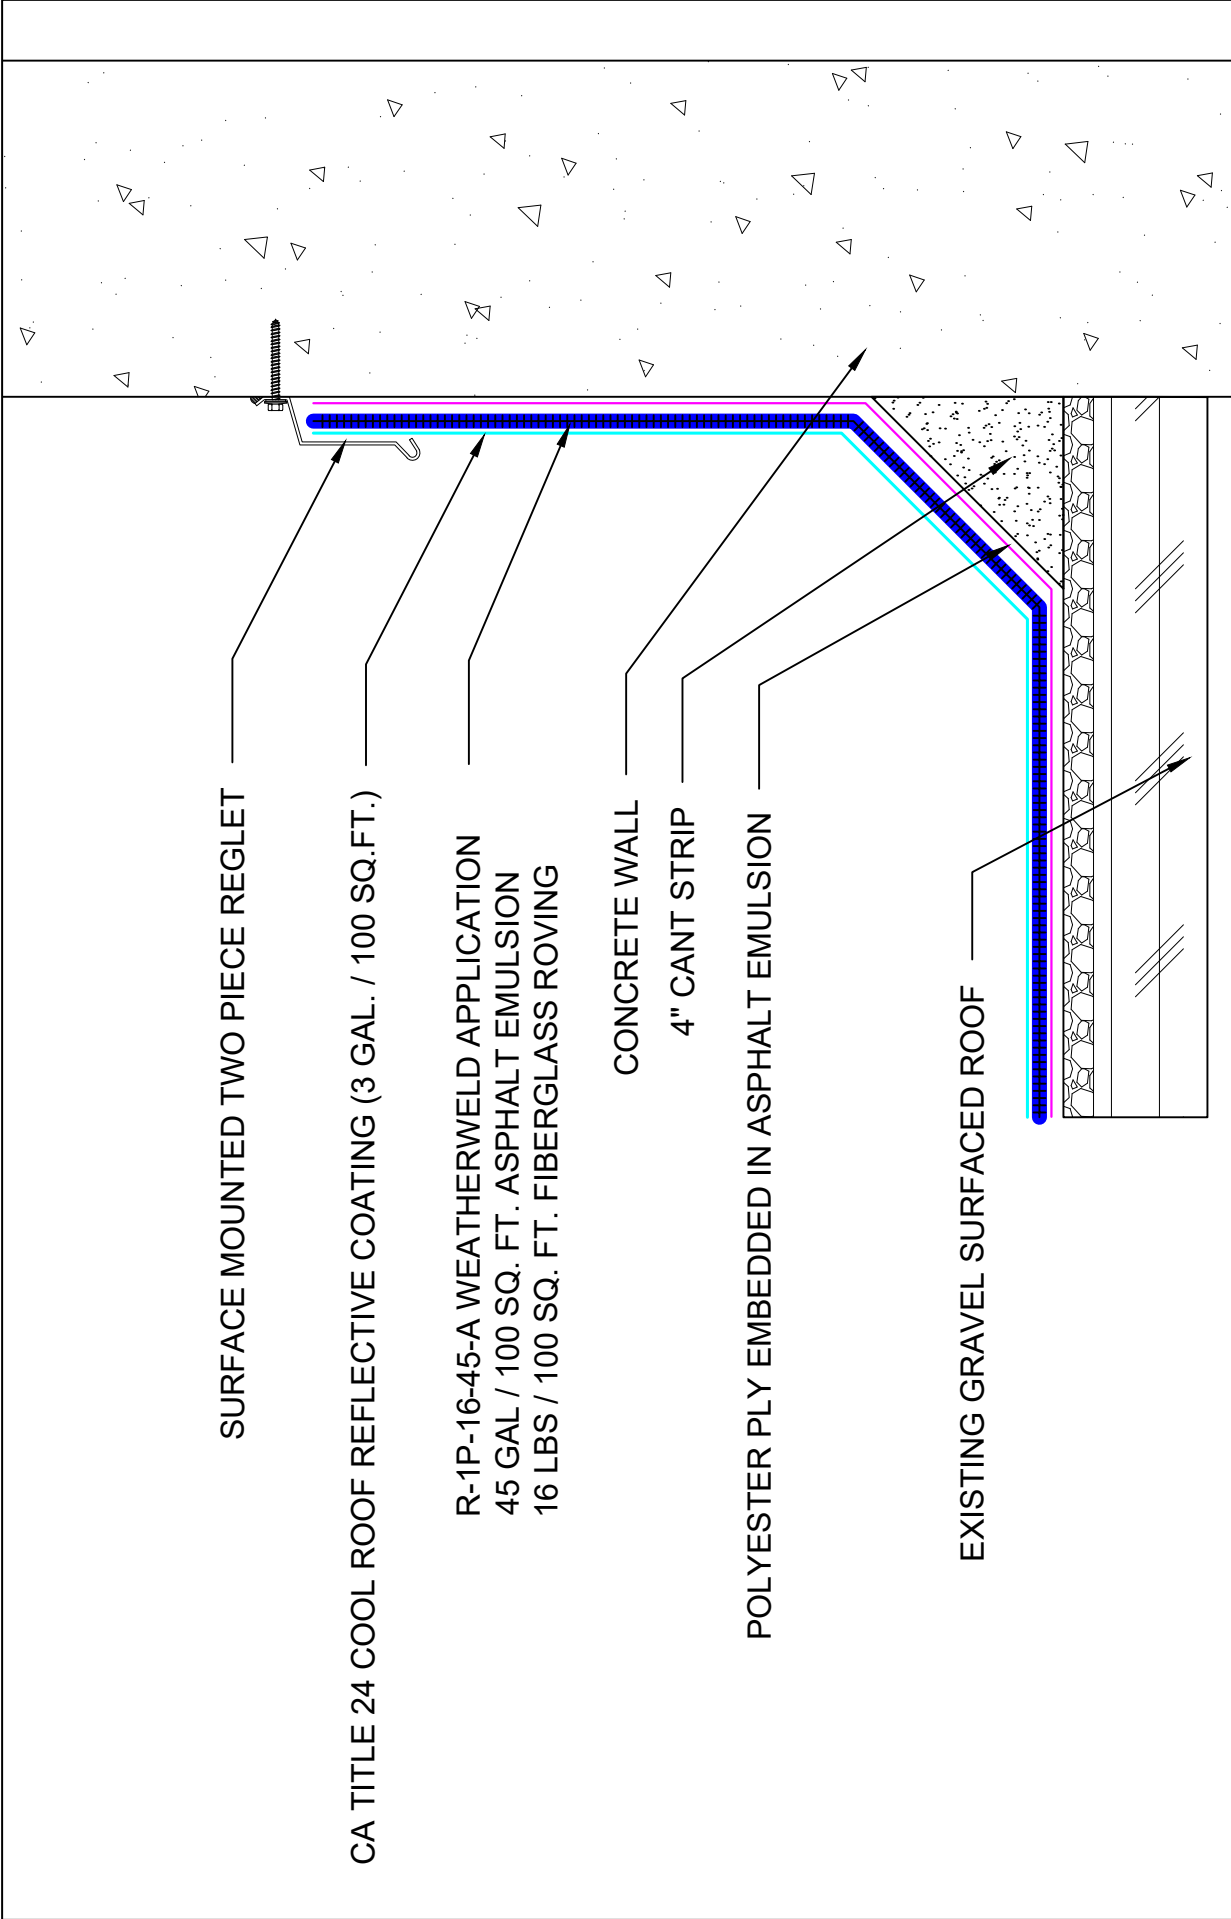 SURFACE MOUNTED TWO PIECE REGLET
CA TITLE 24 COOL ROOF REFLECTIVE COATING (3 GAL. / 100 SQ.FT.)
R-1P-16-45-A WEATHERWELD APPLICATION
45 GAL / 100 SQ. FT. ASPHALT EMULSION
16 LBS / 100 SQ. FT. FIBERGLASS ROVING
CONCRETE WALL
4" CANT STRIP
POLYESTER PLY EMBEDDED IN ASPHALT EMULSION
EXISTING GRAVEL SURFACED ROOF